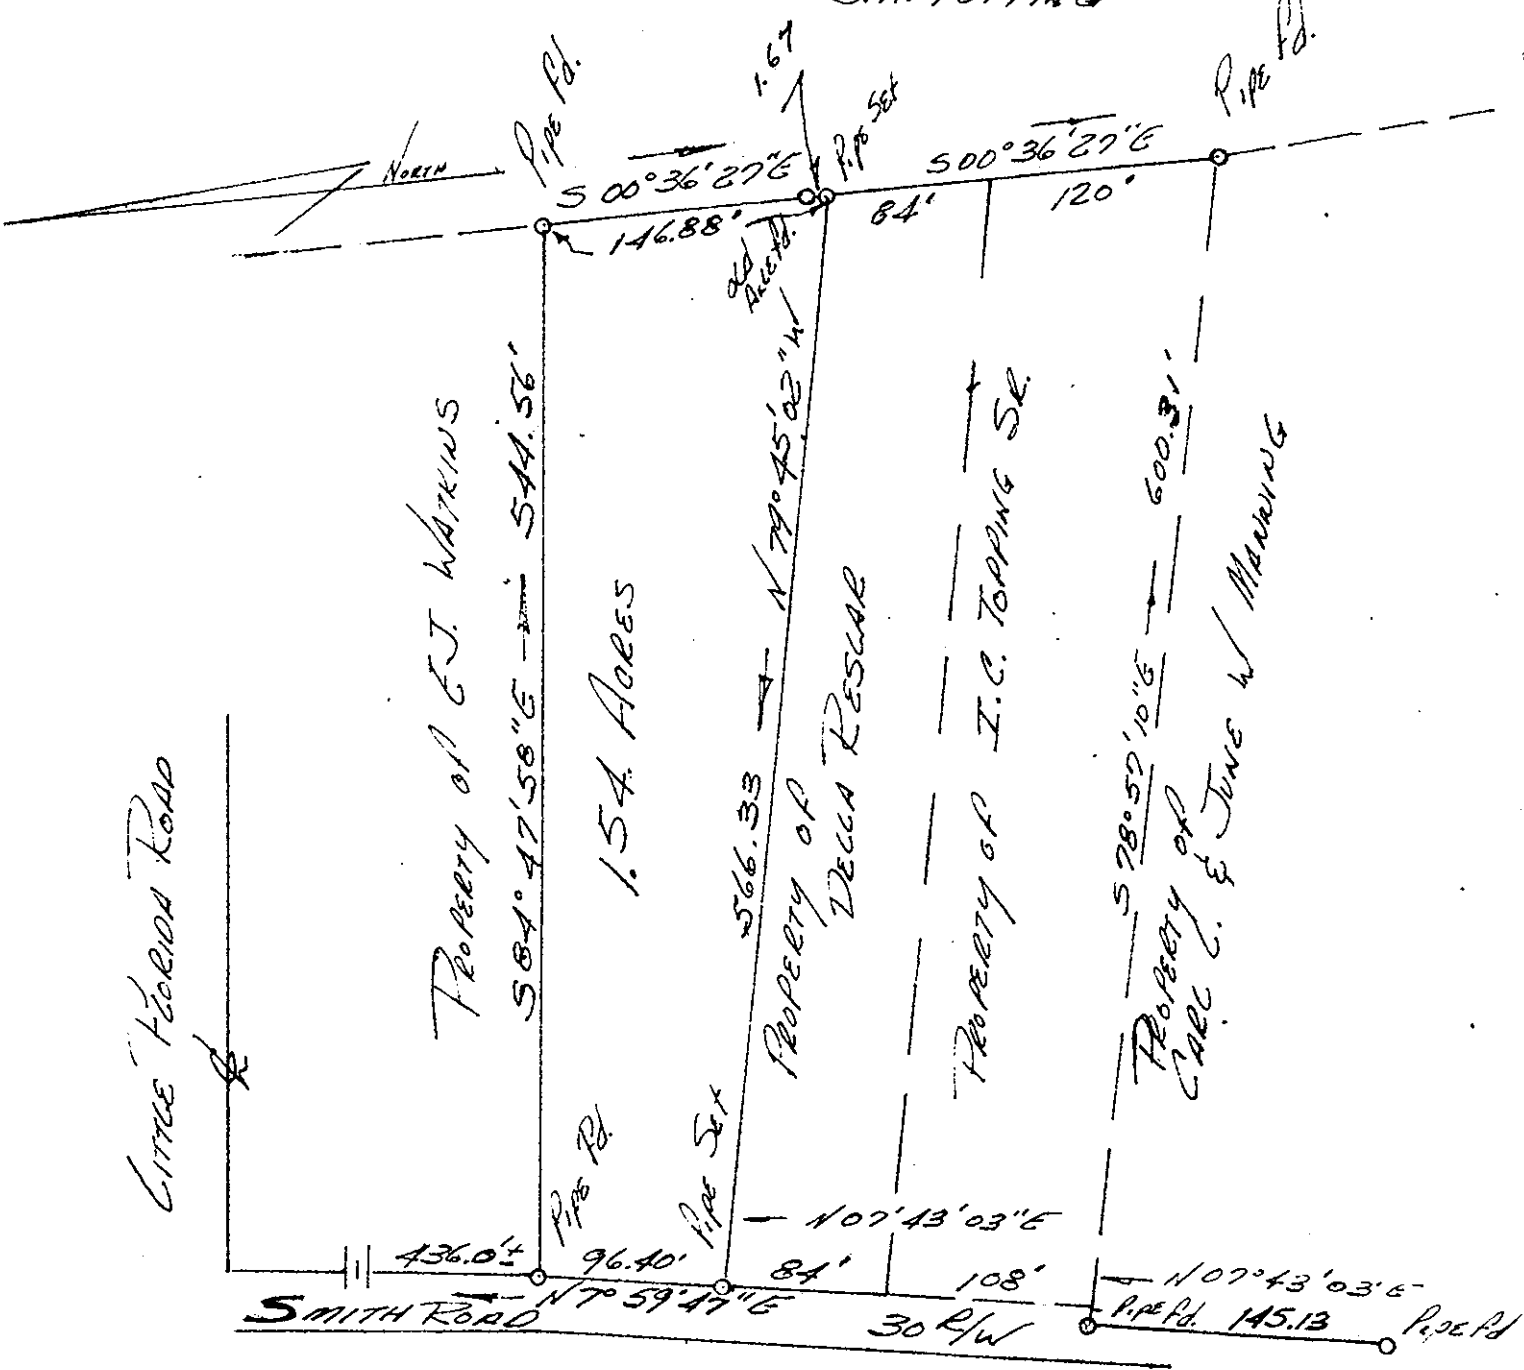 Pipe Fd.
1.67
Pipe Set
Pipe Fd.
North
S 00°36'27"E
S 00°36'27"E
146.88'
84'
120'
old
Axle Fd.
Property of E.J. Watkins
S 84°47'58"E — 544.56'
1.54 Acres
566.33 — N 79°45'02"W
Property of
Della Resclar
Property of I.C. Topping Sr.
S 78°57'10"E — 600.31'
Property of
Carl C. & June W Manning
Little Florida Road
Pipe Fd.
Pipe Set
N 07°43'03"E
436.0'±
96.40'
84'
108'
N 07°43'03"E
N 7°59'47"E
Smith Road
30 R/W
Pipe Fd.
145.13
Pipe Fd